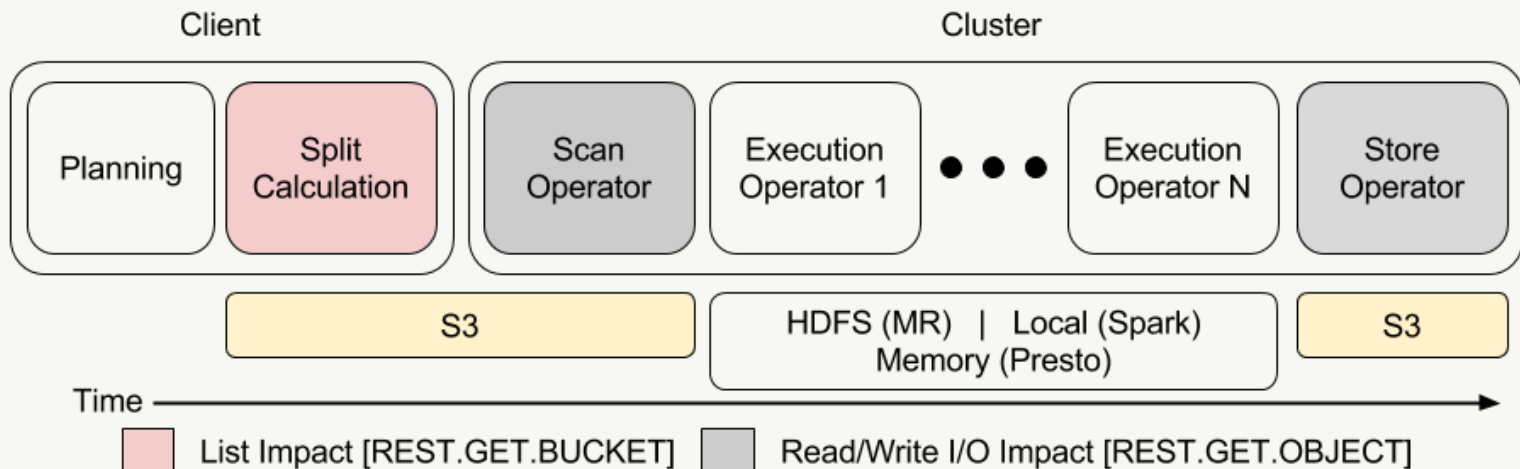 Client
Cluster
Planning
Split
Calculation
Scan
Operator
Execution
Operator 1
Execution
Operator N
Store
Operator
S3
HDFS (MR) | Local (Spark)
Memory (Presto)
S3
Time
List Impact [REST.GET.BUCKET]
Read/Write I/O Impact [REST.GET.OBJECT]